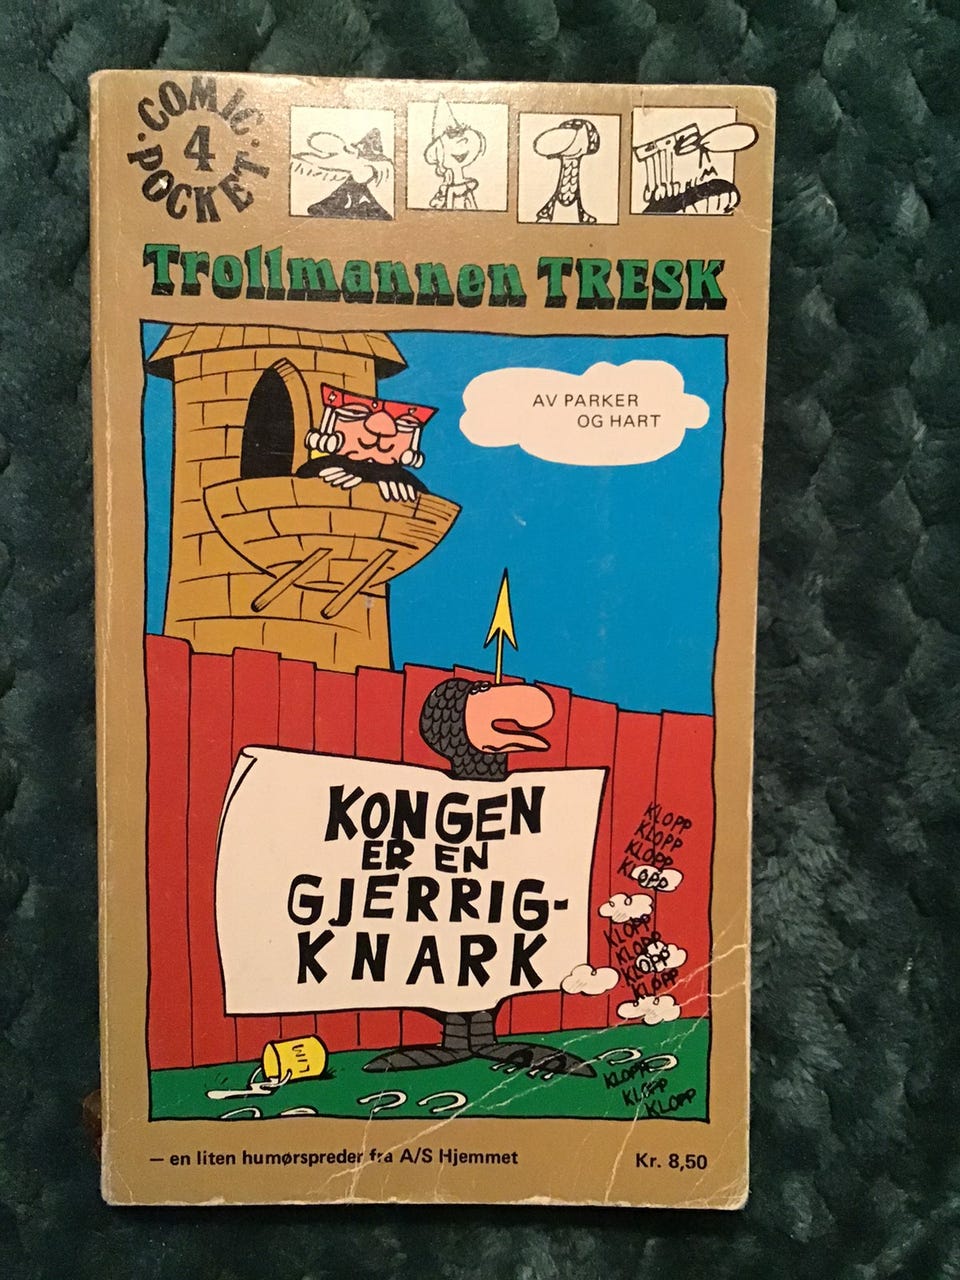 COMIC
4
POCKET
Trollmannen TRESK
AV PARKER
OG HART
KONGEN
ER EN
GJERRIG-
KNARK
KLOPP
KLOPP
KLOPP
KLOPP
KLOPP
KLOPP
KLOPP
KLOPP
KLOPP
KLOPP
KLOPP
LIM
– en liten humørspreder fra A/S Hjemmet
Kr. 8,50